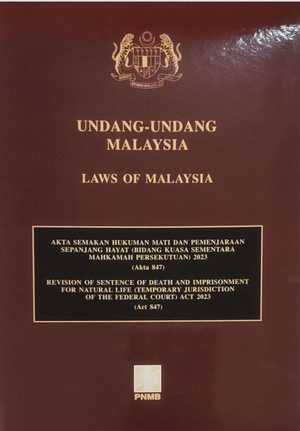 UNDANG-UNDANG
MALAYSIA
LAWS OF MALAYSIA
AKTA SEMAKAN HUKUMAN MATI DAN PEMENJARAAN
SEPANJANG HAYAT (BIDANG KUASA SEMENTARA
MAHKAMAH PERSEKUTUAN) 2023
(Akta 847)
REVISION OF SENTENCE OF DEATH AND IMPRISONMENT
FOR NATURAL LIFE (TEMPORARY JURISDICTION
OF THE FEDERAL COURT) ACT 2023
(Act 847)
PNMB